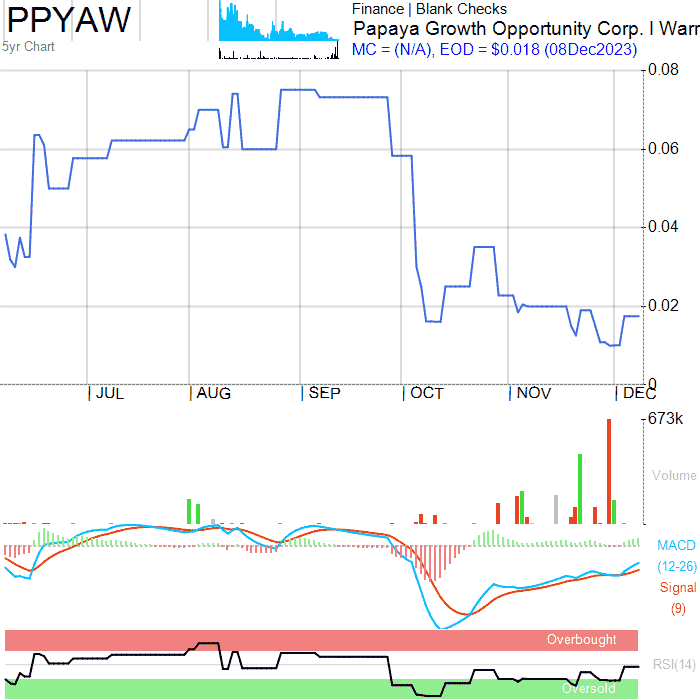 PPYAW
5yr Chart
Finance | Blank Checks
Papaya Growth Opportunity Corp. I Warr
MC = (N/A), EOD = $0.018 (08Dec2023)
0.08
0.06
0.04
0.02
0
JUL
AUG
SEP
OCT
NOV
DEC
673k
Volume
MACD
(12-26)
Signal
(9)
Overbought
RSI(14)
Oversold